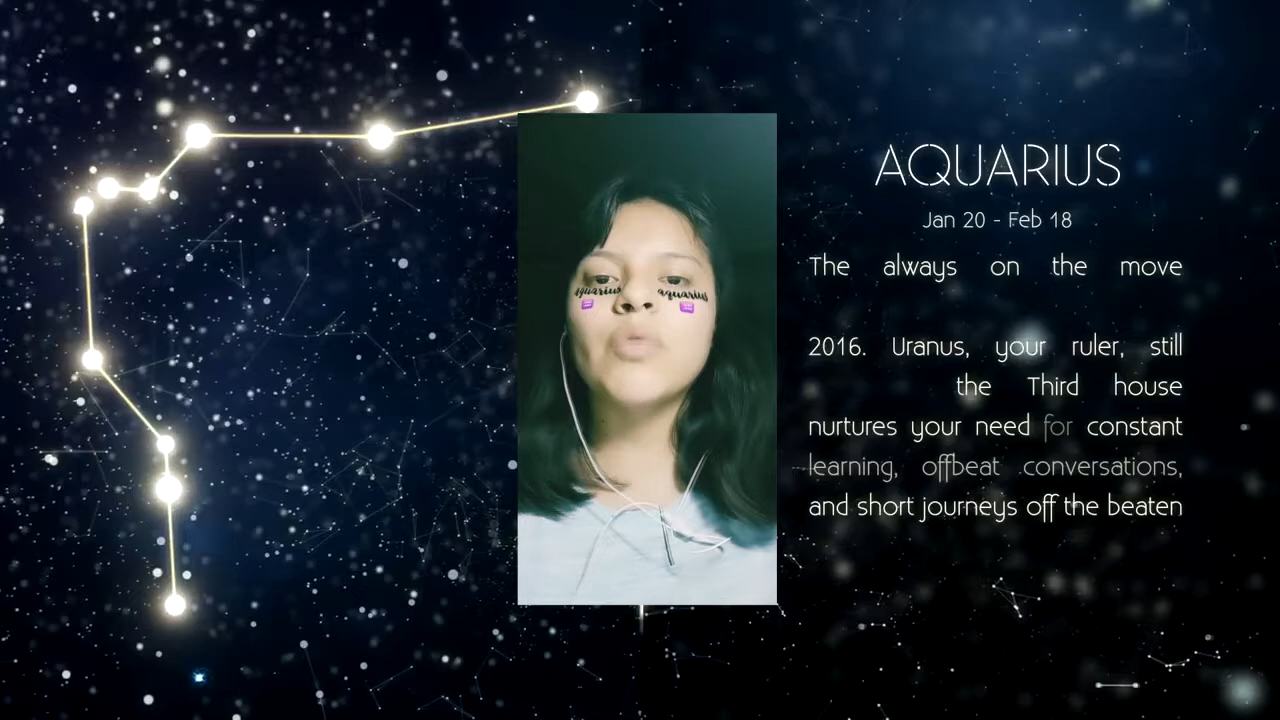 AQUARIUS
Jan 20 - Feb 18
The always on the move
2016. Uranus, your ruler, still
the Third house
nurtures your need for constant
learning, offbeat conversations,
and short journeys off the beaten
aquarius aquarius